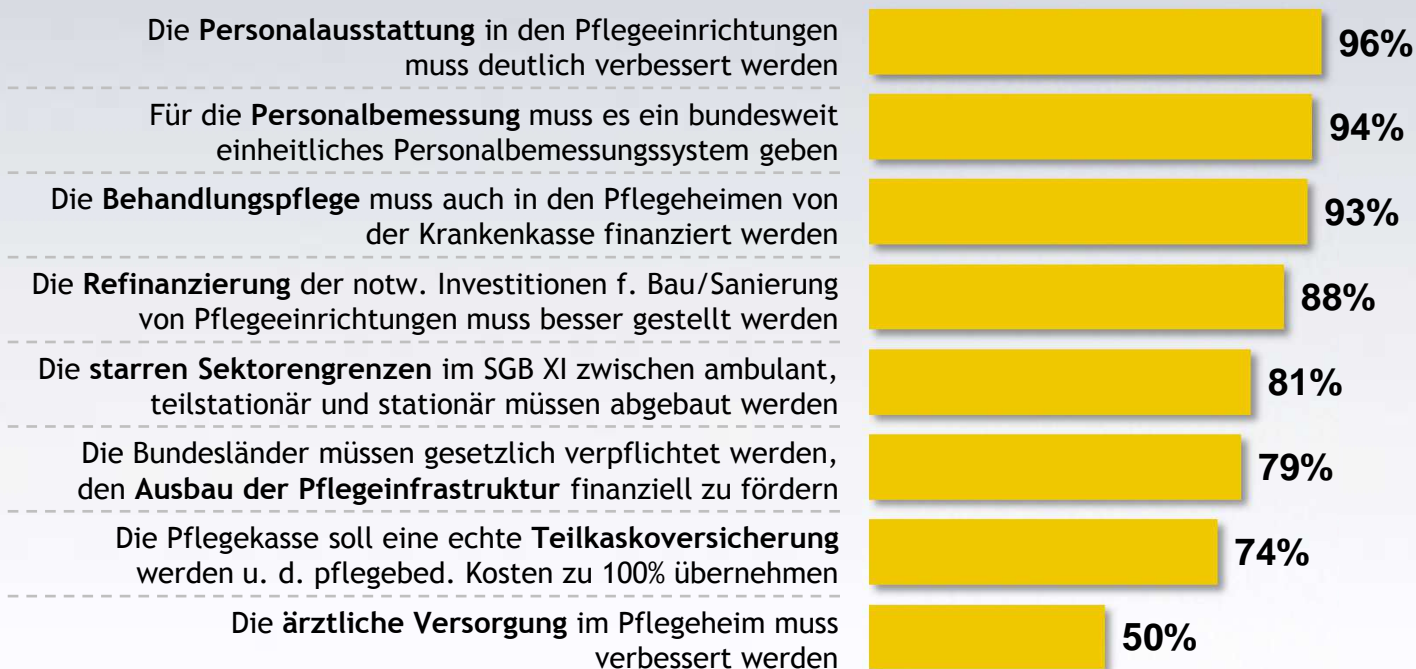 Die Personalausstattung in den Pflegeeinrichtungen
muss deutlich verbessert werden
96%
Für die Personalbemessung muss es ein bundesweit
einheitliches Personalbemessungssystem geben
94%
Die Behandlungspflege muss auch in den Pflegeheimen von
der Krankenkasse finanziert werden
93%
Die Refinanzierung der notw. Investitionen f. Bau/Sanierung
von Pflegeeinrichtungen muss besser gestellt werden
88%
Die starren Sektorengrenzen im SGB XI zwischen ambulant,
teilstationär und stationär müssen abgebaut werden
81%
Die Bundesländer müssen gesetzlich verpflichtet werden,
den Ausbau der Pflegeinfrastruktur finanziell zu fördern
79%
Die Pflegekasse soll eine echte Teilkaskoversicherung
werden u. d. pflegebed. Kosten zu 100% übernehmen
74%
Die ärztliche Versorgung im Pflegeheim muss
verbessert werden
50%